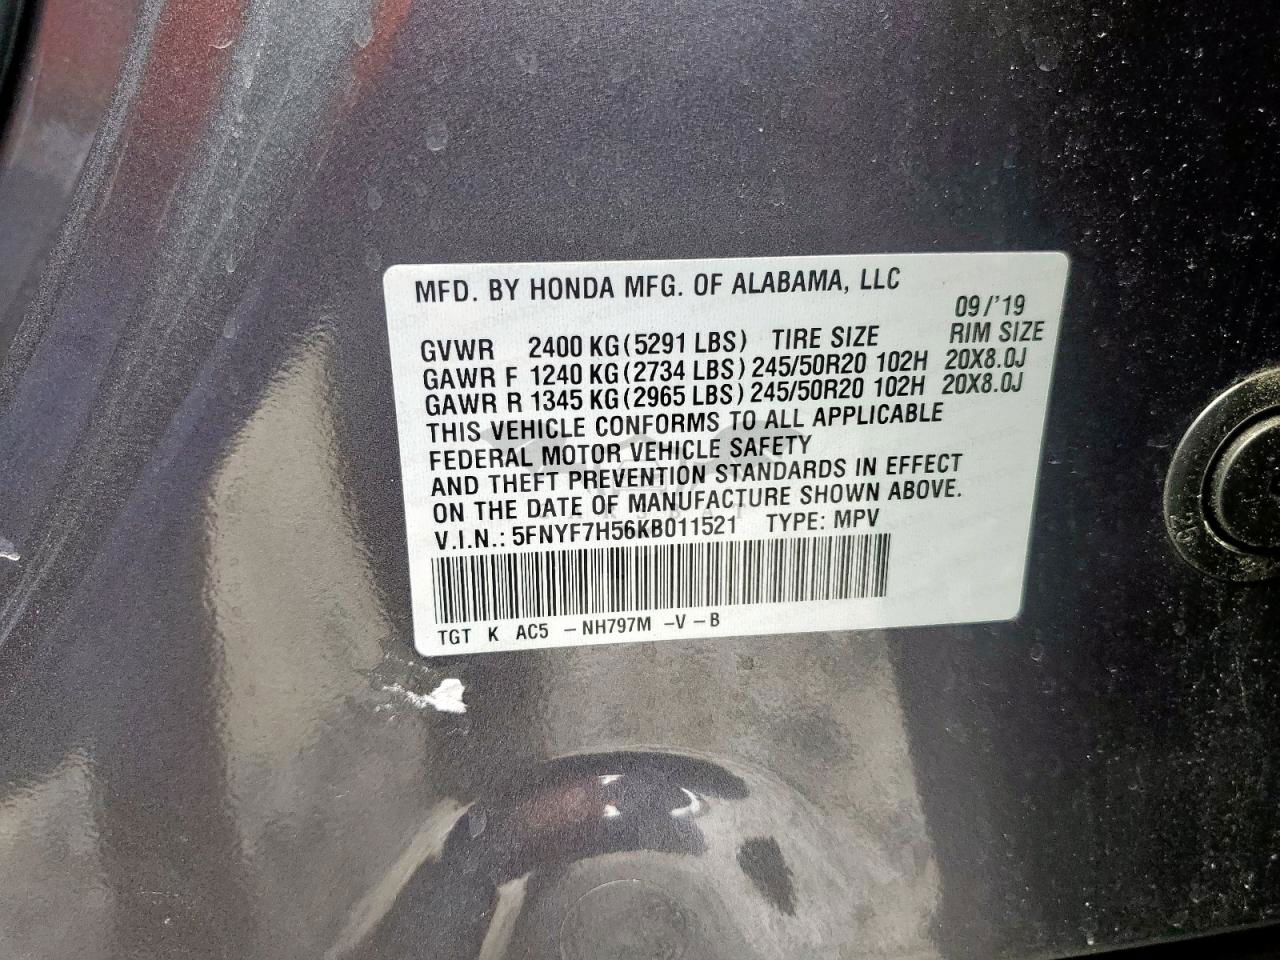 MFD. BY HONDA MFG. OF ALABAMA, LLC
09/'19
GVWR 2400 KG(5291 LBS) TIRE SIZE RIM SIZE
GAWR F 1240 KG(2734 LBS)245/50R20 102H 20X8.0J
GAWR R 1345 KG(2965 LBS)245/50R20 102H 20X8.0J
THIS VEHICLE CONFORMS TO ALL APPLICABLE
FEDERAL MOTOR VEHICLE SAFETY
AND THEFT PREVENTION STANDARDS IN EFFECT
ON THE DATE OF MANUFACTURE SHOWN ABOVE.
V.I.N.: 5FNYF7H56KB011521 TYPE: MPV
TGT K AC5 -NH797M -V-B